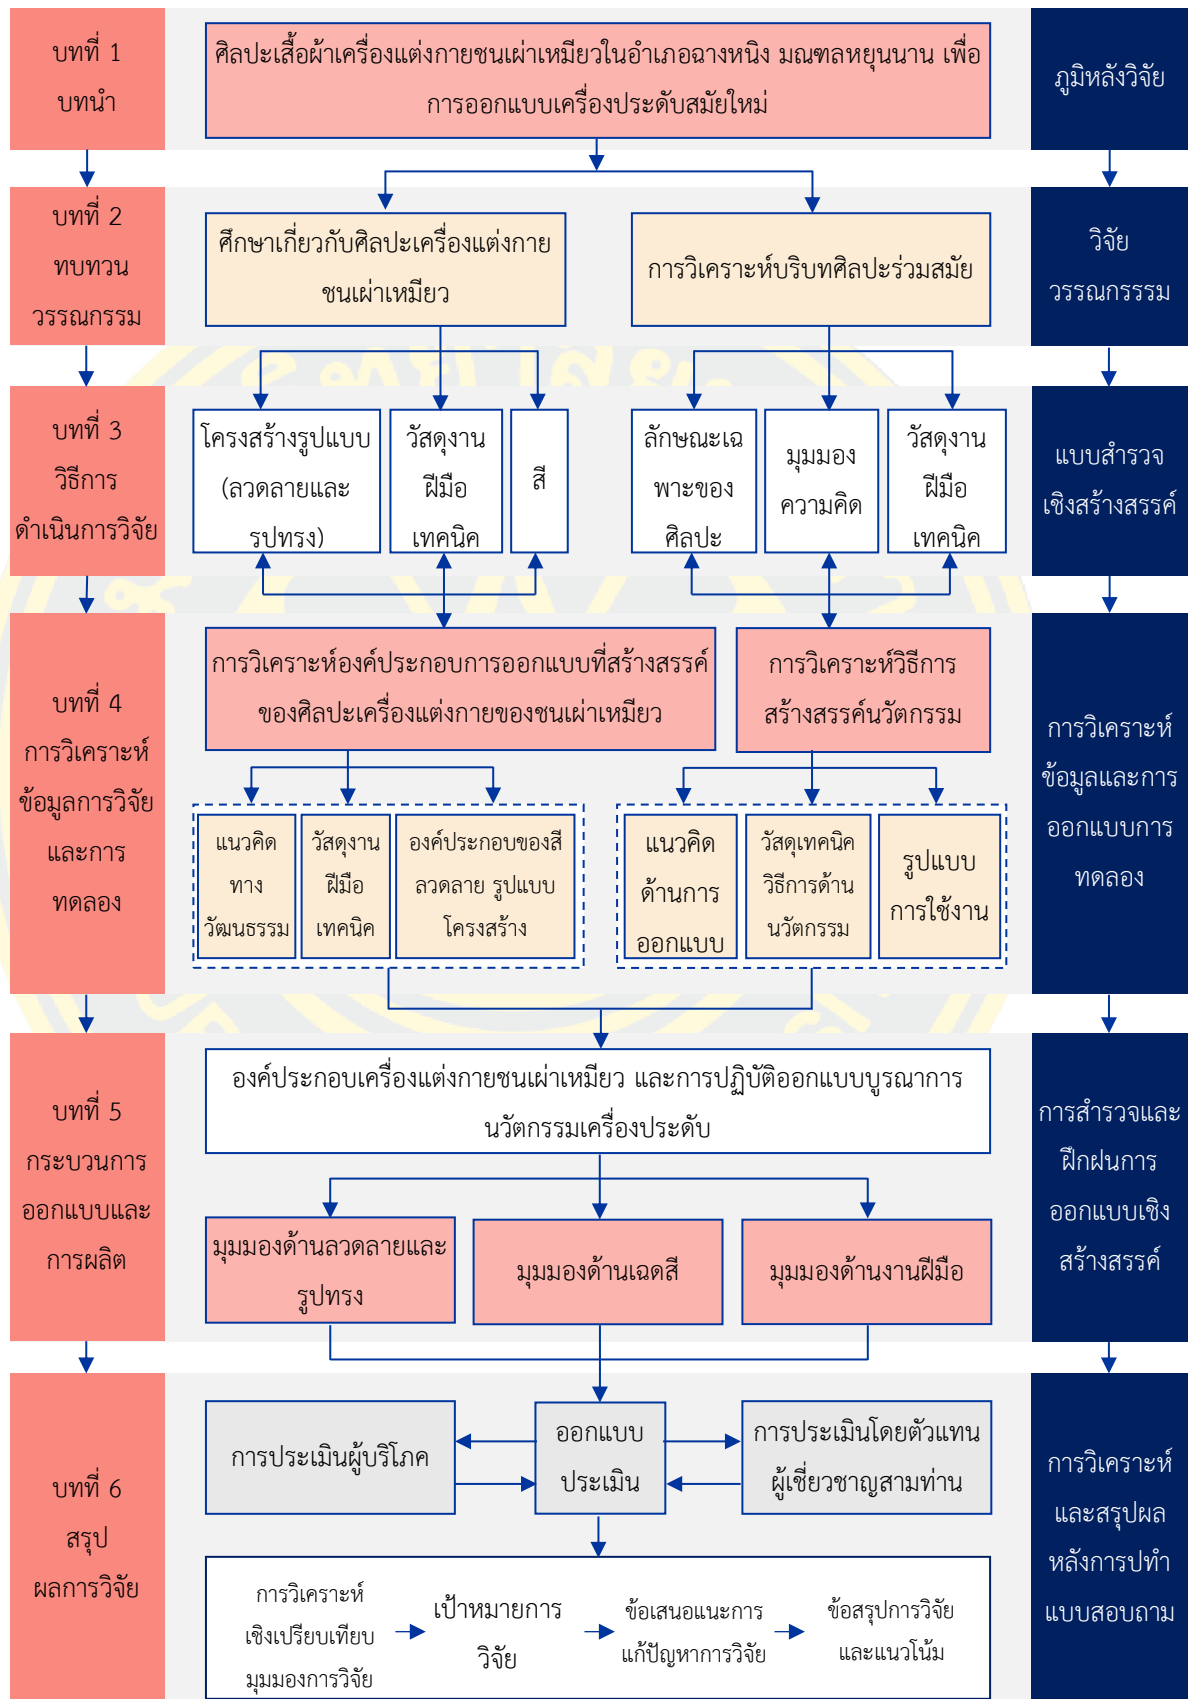 บทที่ 1
บทนำ
ศิลปะเสื้อผ้าเครื่องแต่งกายชนเผ่าเหมียวในอำเภอฉางหนิง มณฑลหยุนนาน เพื่อ
การออกแบบเครื่องประดับสมัยใหม่
ภูมิหลังวิจัย
บทที่ 2
ทบทวน
วรรณกรรม
ศึกษาเกี่ยวกับศิลปะเครื่องแต่งกาย
ชนเผ่าเหมียว
การวิเคราะห์บริบทศิลปะร่วมสมัย
วิจัย
วรรณกรรรม
บทที่ 3
วิธีการ
ดำเนินการวิจัย
โครงสร้างรูปแบบ
(ลวดลายและ
รูปทรง)
วัสดุงาน
ฝีมือ
เทคนิค
สี
ลักษณะเฉ
พาะของ
ศิลปะ
มุมมอง
ความคิด
วัสดุงาน
ฝีมือ
เทคนิค
แบบสำรวจ
เชิงสร้างสรรค์
บทที่ 4
การวิเคราะห์
ข้อมูลการวิจัย
และการ
ทดลอง
การวิเคราะห์องค์ประกอบการออกแบบที่สร้างสรรค์
ของศิลปะเครื่องแต่งกายของชนเผ่าเหมียว
การวิเคราะห์วิธีการ
สร้างสรรค์นวัตกรรม
แนวคิด
ทาง
วัฒนธรรม
วัสดุงาน
ฝีมือ
เทคนิค
องค์ประกอบของสี
ลวดลาย รูปแบบ
โครงสร้าง
แนวคิด
ด้านการ
ออกแบบ
วัสดุเทคนิค
วิธีการด้าน
นวัตกรรม
รูปแบบ
การใช้งาน
การวิเคราะห์
ข้อมูลและการ
ออกแบบการ
ทดลอง
บทที่ 5
กระบวนการ
ออกแบบและ
การผลิต
องค์ประกอบเครื่องแต่งกายชนเผ่าเหมียว และการปฏิบัติออกแบบบูรณาการ
นวัตกรรมเครื่องประดับ
มุมมองด้านลวดลายและ
รูปทรง
มุมมองด้านเฉดสี
มุมมองด้านงานฝีมือ
การสำรวจและ
ฝึกฝนการ
ออกแบบเชิง
สร้างสรรค์
บทที่ 6
สรุป
ผลการวิจัย
การประเมินผู้บริโภค
ออกแบบ
ประเมิน
การประเมินโดยตัวแทน
ผู้เชี่ยวชาญสามท่าน
การวิเคราะห์
เชิงเปรียบเทียบ
มุมมองการวิจัย
เป้าหมายการ
วิจัย
ข้อเสนอแนะการ
แก้ปัญหาการวิจัย
ข้อสรุปการวิจัย
และแนวโน้ม
การวิเคราะห์
และสรุปผล
หลังการปทำ
แบบสอบถาม